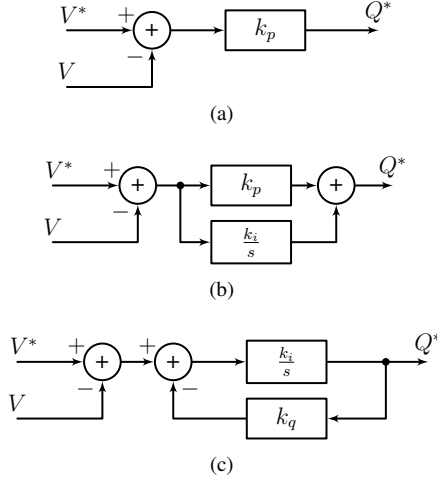 V* + k_p Q*
V − +
(a)
V* + + k_p + Q*
V − k_i/s
(b)
V* + + + + k_i/s Q*
V − − k_q
(c)